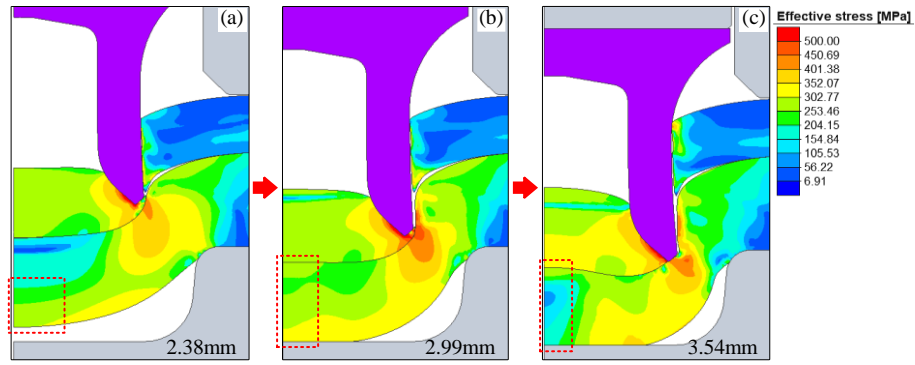 (a)
(b)
(c)
Effective stress [MPa]
500.00
450.69
401.38
352.07
302.77
253.46
204.15
154.84
105.53
56.22
6.91
2.38mm
2.99mm
3.54mm